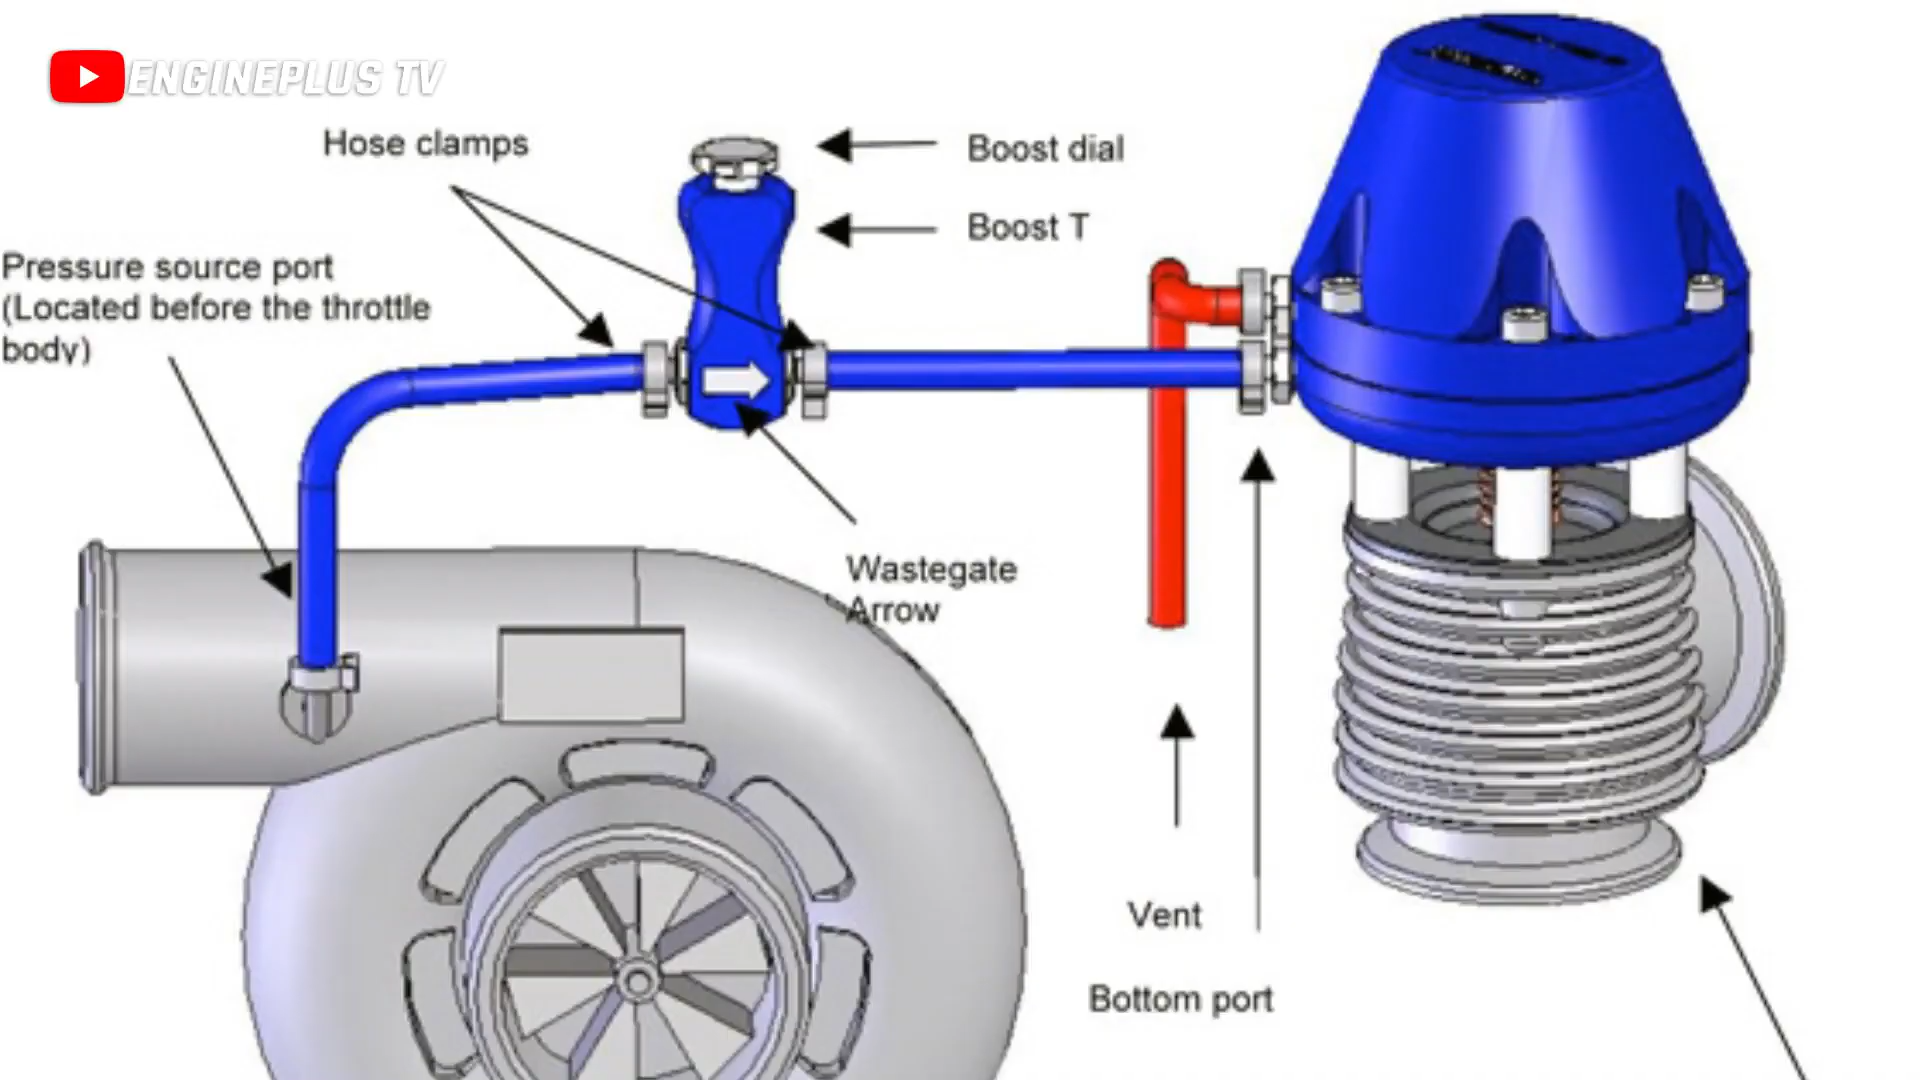 ENGINEPLUS TV
Hose clamps
Boost dial
Boost T
Pressure source port
(Located before the throttle
body)
Wastegate
Arrow
Vent
Bottom port